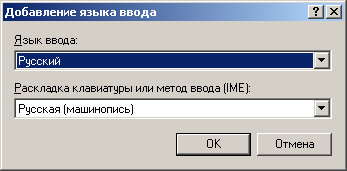 Добавление языка ввода
Язык ввода:
Русский
Раскладка клавиатуры или метод ввода (IME):
Русская (машинопись)
OK
Отмена